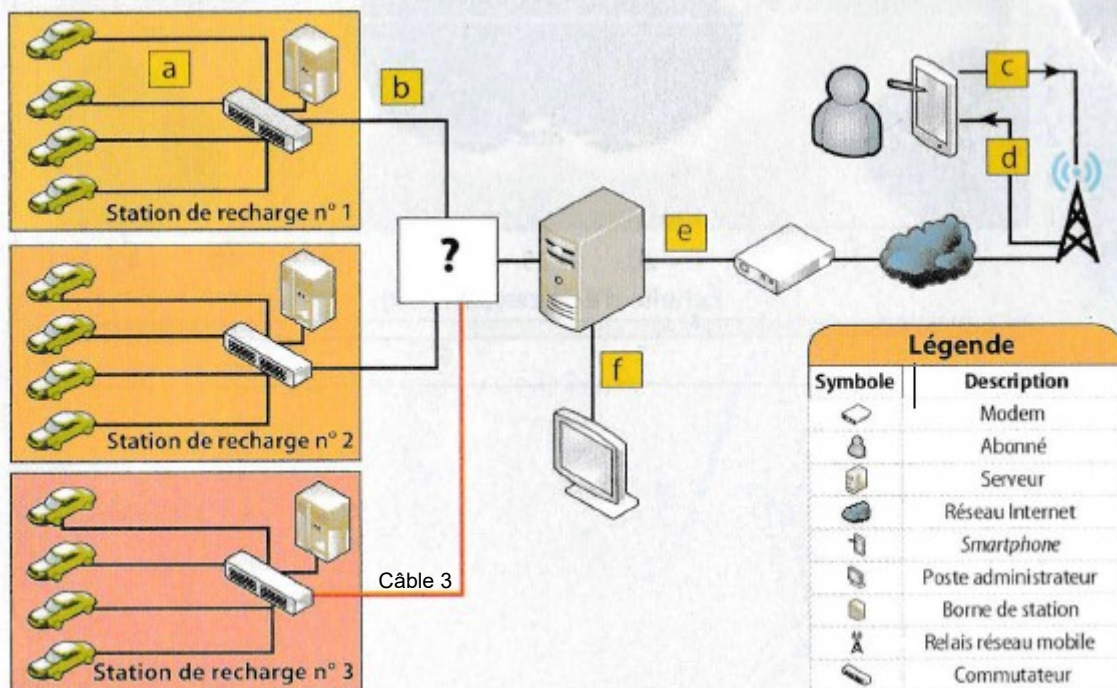 a
Station de recharge n° 1
b
c
d
?
e
Station de recharge n° 2
f
Câble 3
Station de recharge n° 3
Légende
Symbole Description
Modem
Abonné
Serveur
Réseau Internet
Smartphone
Poste administrateur
Borne de station
Relais réseau mobile
Commutateur